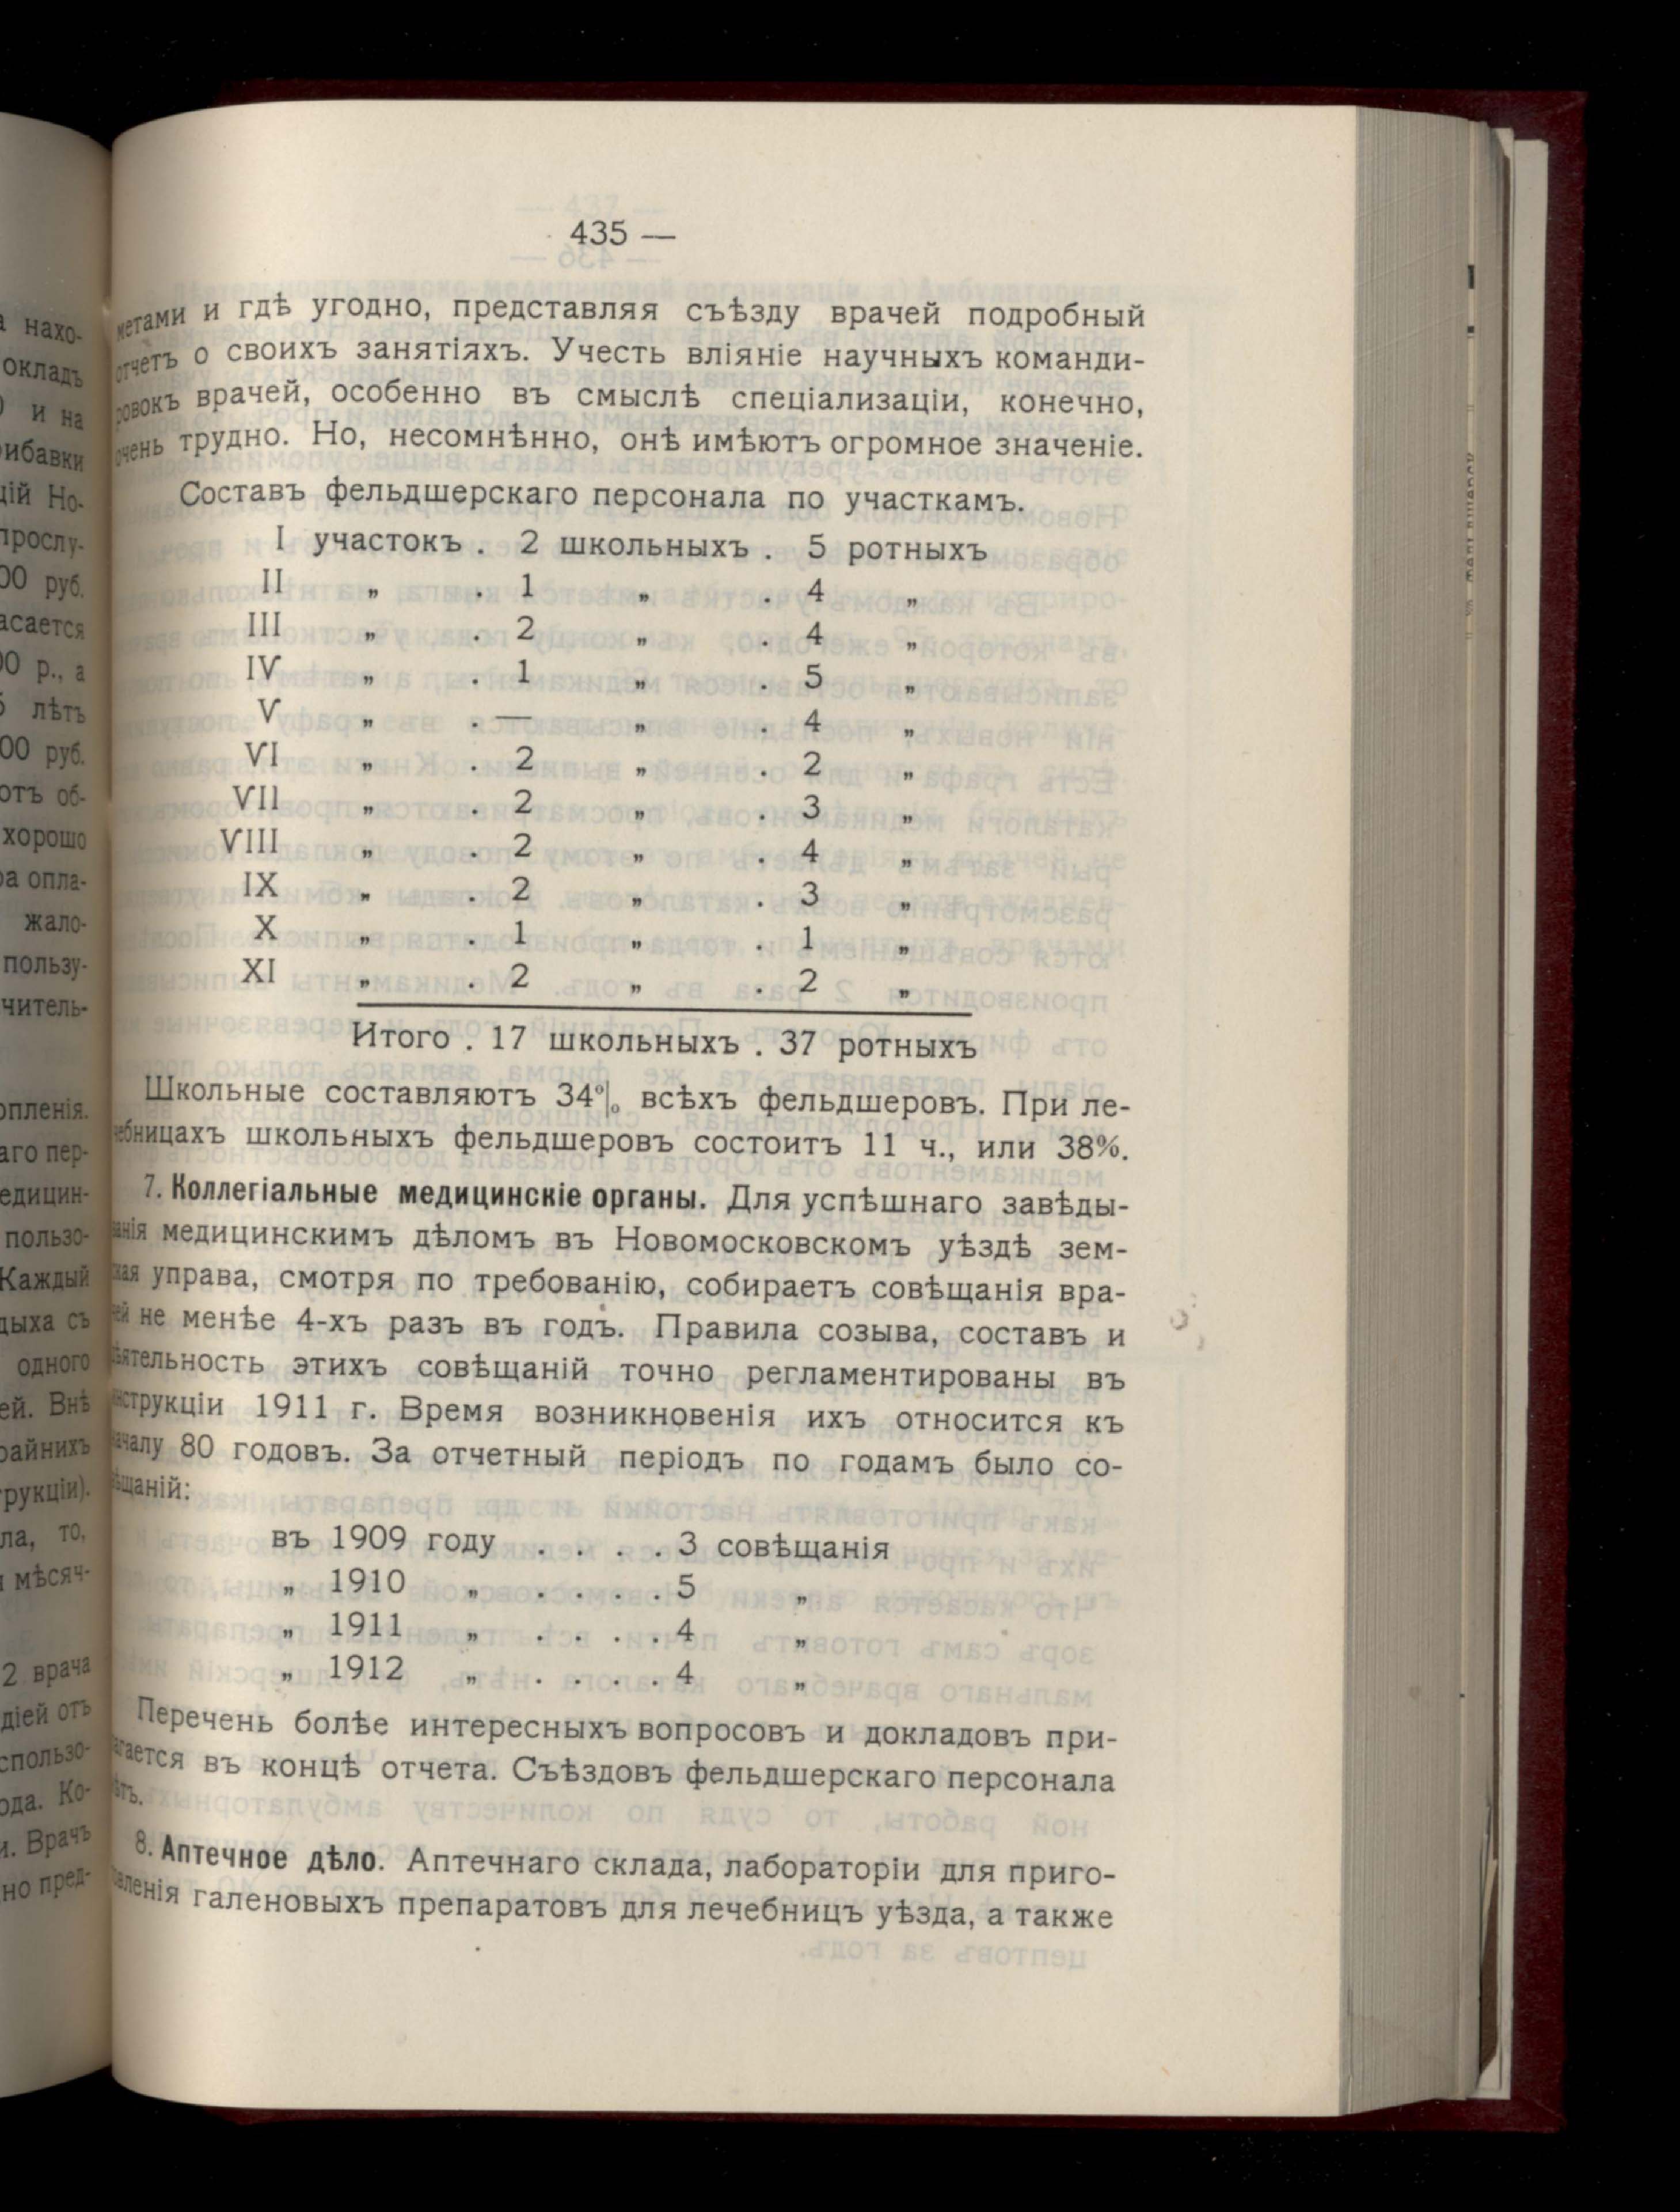 435 —
метами и гдѣ угодно, представляя съѣзду врачей подробный
отчетъ о своихъ занятіяхъ. Учесть вліяніе научныхъ команди-
ровокъ врачей, особенно въ смыслѣ спеціализаціи, конечно,
очень трудно. Но, несомнѣнно, онѣ имѣютъ огромное значеніе.
Составъ фельдшерскаго персонала по участкамъ.
I участокъ . 2 школьныхъ . 5 ротныхъ
II „ . 1 „ . 4 „
III „ . 2 „ . 4 „
IV „ . 1 „ . 5 „
V „ . — „ . 4 „
VI „ . 2 „ . 2 „
VII „ . 2 „ . 3 „
VIII „ . 2 „ . 4 „
IX „ . 2 „ . 3 „
X „ . 1 „ . 1 „
XI „ . 2 „ . 2 „
Итого . 17 школьныхъ . 37 ротныхъ
Школьные составляютъ 34% всѣхъ фельдшеровъ. При ле-
чебницахъ школьныхъ фельдшеровъ состоитъ 11 ч., или 38%.
7. Коллегіальные медицинскіе органы. Для успѣшнаго завѣды-
ванія медицинскимъ дѣломъ въ Новомосковскомъ уѣздѣ зем-
ская управа, смотря по требованію, собираетъ совѣщанія вра-
чей не менѣе 4-хъ разъ въ годъ. Правила созыва, составъ и
дѣятельность этихъ совѣщаній точно регламентированы въ
инструкціи 1911 г. Время возникновенія ихъ относится къ
началу 80 годовъ. За отчетный періодъ по годамъ было со-
вѣщаній:
въ 1909 году . . . . 3 совѣщанія
„ 1910 „ . . . . 5 „
„ 1911 „ . . . . 4 „
„ 1912 „ . . . . 4 „
Перечень болѣе интересныхъ вопросовъ и докладовъ при-
лагается въ концѣ отчета. Съѣздовъ фельдшерскаго персонала
нѣтъ.
8. Аптечное дѣло. Аптечнаго склада, лабораторіи для приго-
товленія галеновыхъ препаратовъ для лечебницъ уѣзда, а также